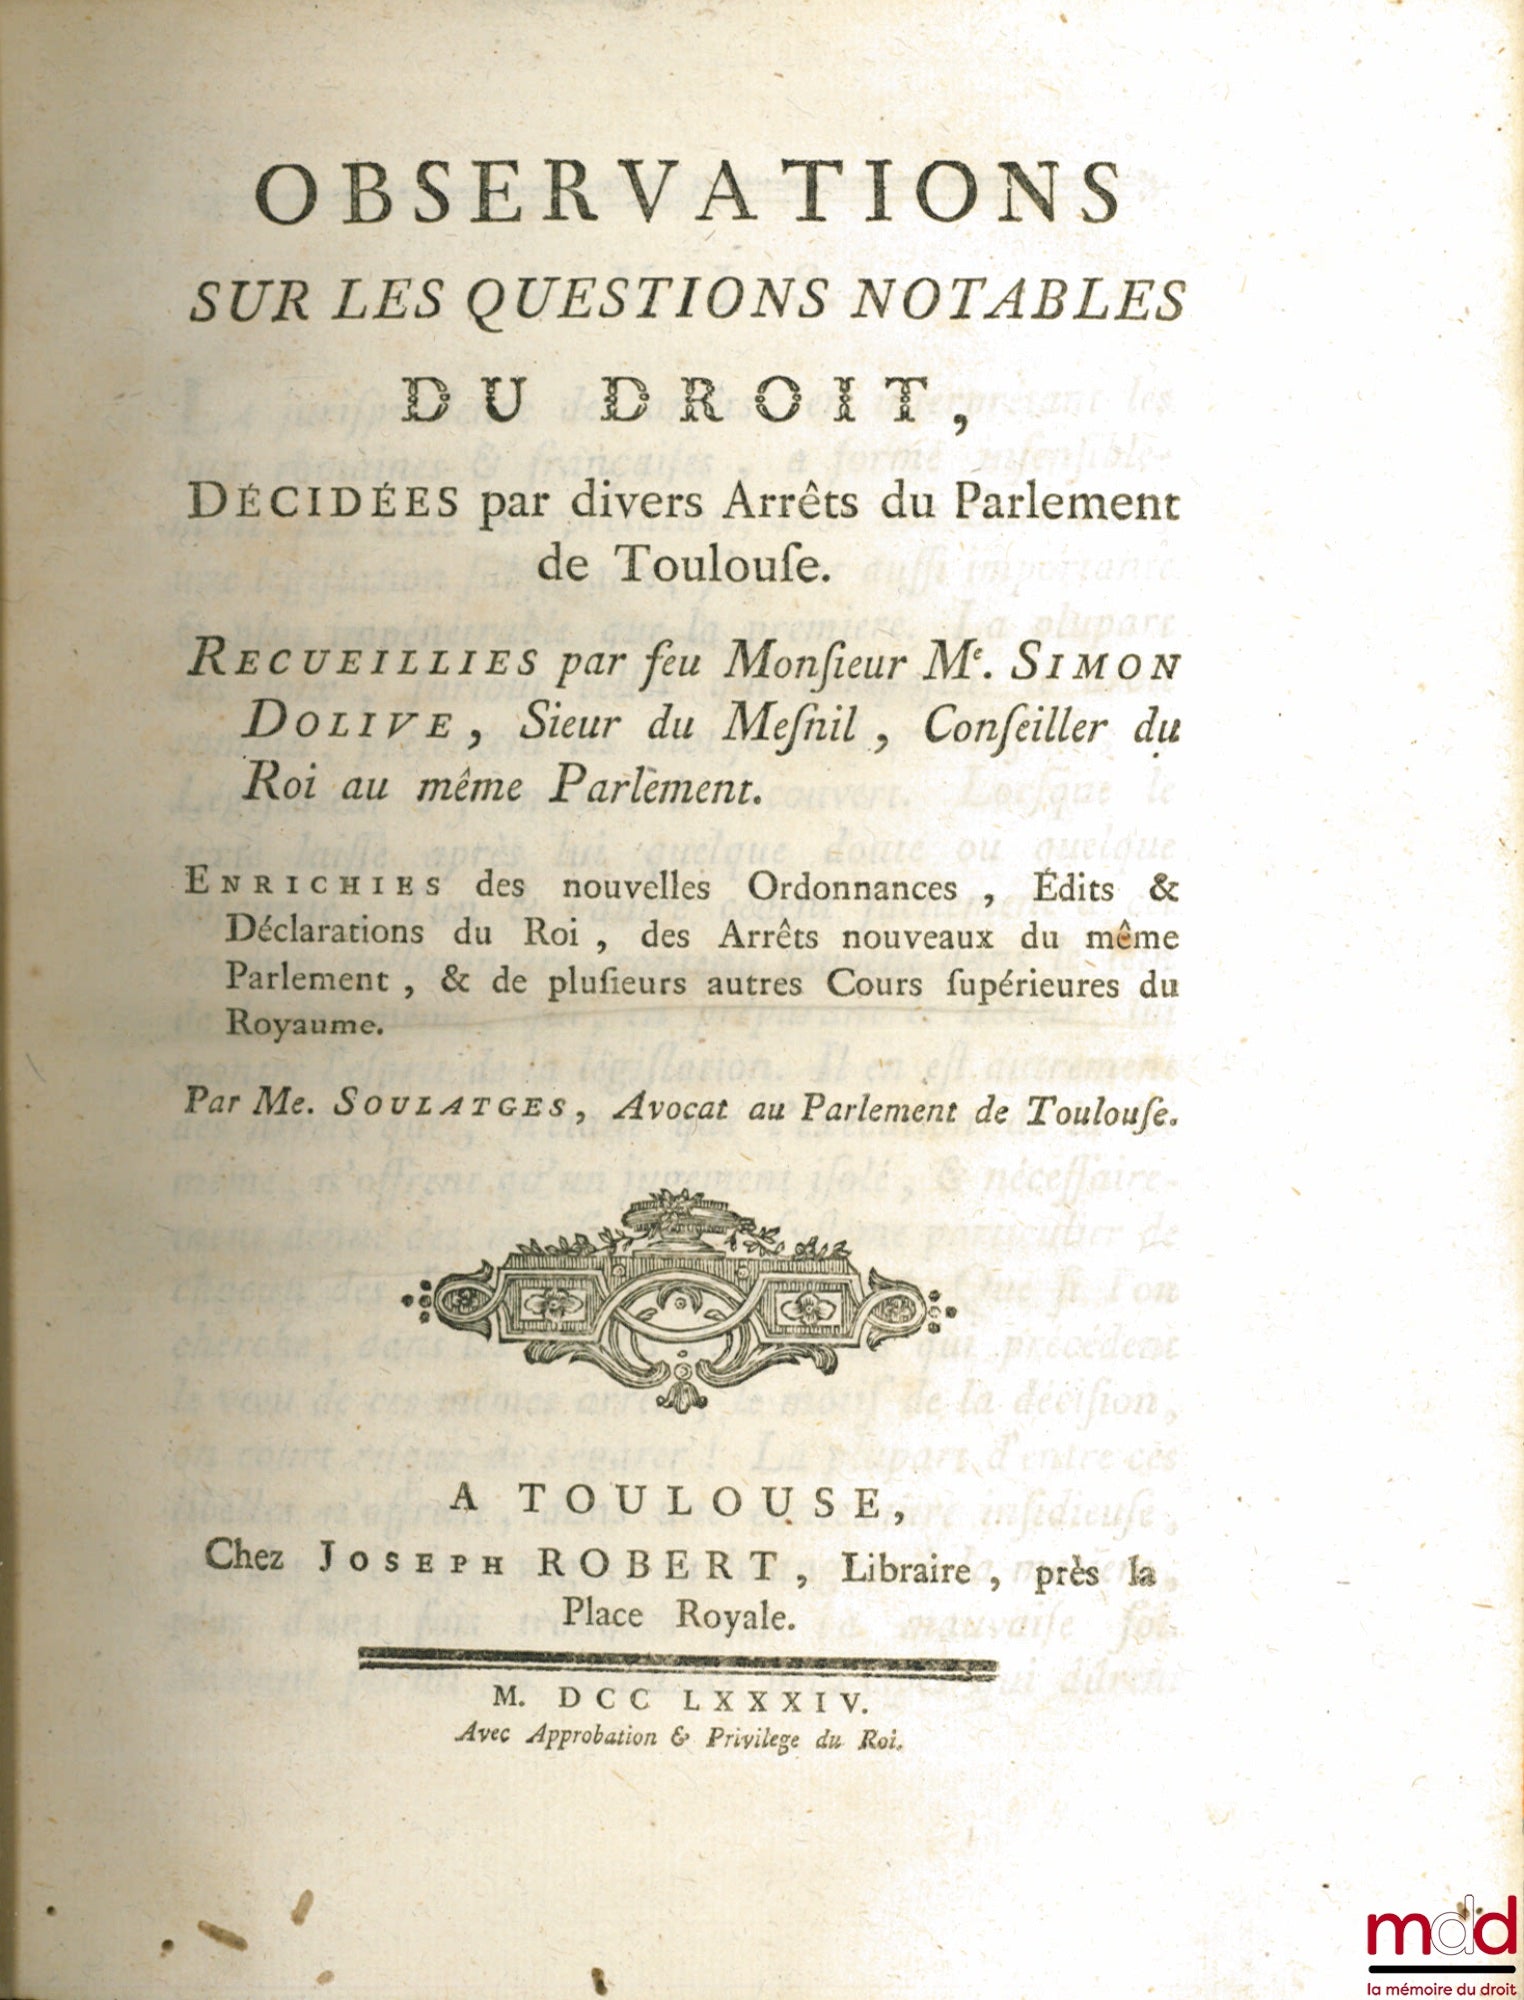 OBSERVATIONS
SUR LES QUESTIONS NOTABLES
DU DROIT,
DÉCIDÉES par divers Arrêts du Parlement
de Toulouſe.
RECUEILLIES par feu Monſieur Me. SIMON
DOLIVE, Sieur du Meſnil, Conſeiller du
Roi au même Parlement.
ENRICHIES des nouvelles Ordonnances, Édits &
Déclarations du Roi, des Arrêts nouveaux du même
Parlement, & de pluſieurs autres Cours ſupérieures du
Royaume.
Par Me. SOULATGES, Avocat au Parlement de Toulouſe.
A TOULOUSE,
Chez JOSEPH ROBERT, Libraire, près la
Place Royale.
M. DCC LXXXIV.
Avec Approbation & Privilege du Roi.
mdd
la mémoire du droit